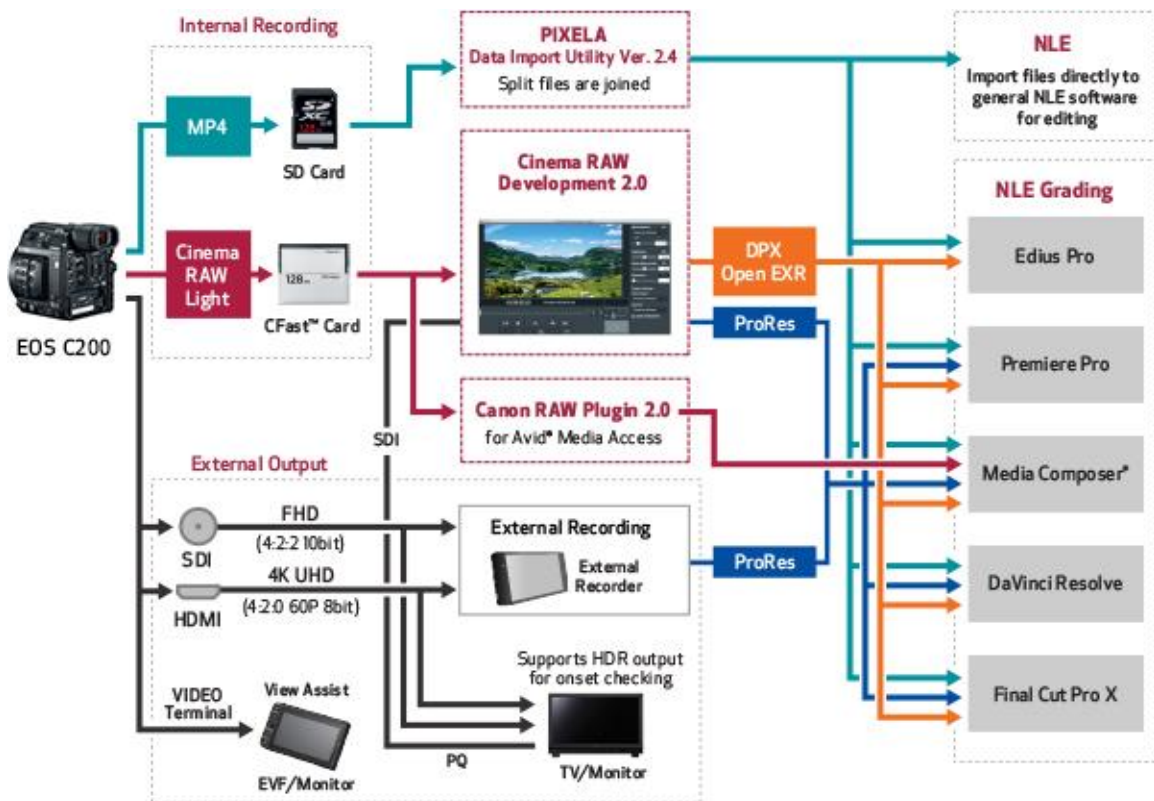 Internal Recording
MP4
SD Card
Cinema
RAW
Light
128
CFast™ Card
EOS C200
PIXELA
Data Import Utility Ver. 2.4
Split files are joined
Cinema RAW
Development 2.0
DPX
Open EXR
ProRes
Canon RAW Plugin 2.0
for Avid® Media Access
SDI
External Output
SDI
FHD
(4:2:2 10bit)
HDMI
4K UHD
(4:2:0 60P 8bit)
External Recording
External
Recorder
ProRes
VIDEO
Terminal
View Assist
EVF/Monitor
Supports HDR output
for onset checking
PQ
TV/Monitor
NLE
Import files directly to
general NLE software
for editing
NLE Grading
Edius Pro
Premiere Pro
Media Composer®
DaVinci Resolve
Final Cut Pro X